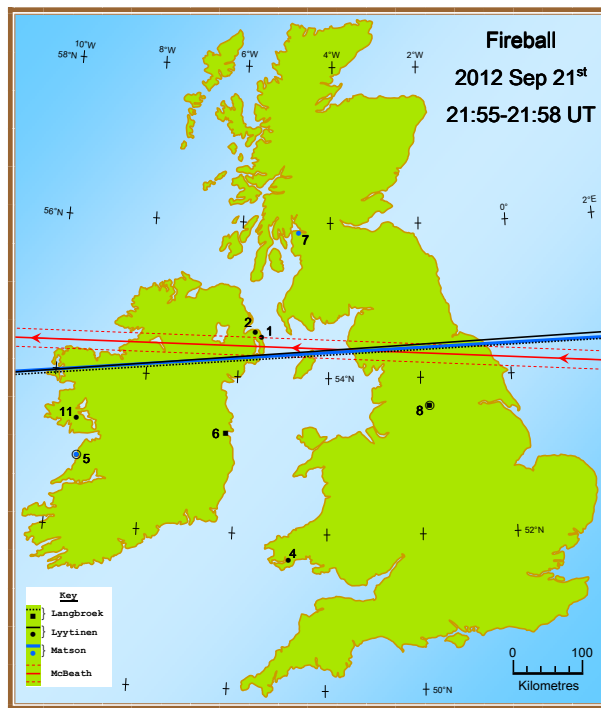 Fireball
2012 Sep 21st
21:55-21:58 UT
10°W
8°W
6°W
4°W
2°W
58°N
56°N
0°
2°E
7
2
1
54°N
11
8
6
5
52°N
4
Key
} Langbroek
} Lyytinen
} Matson
McBeath
0
100
Kilometres
50°N